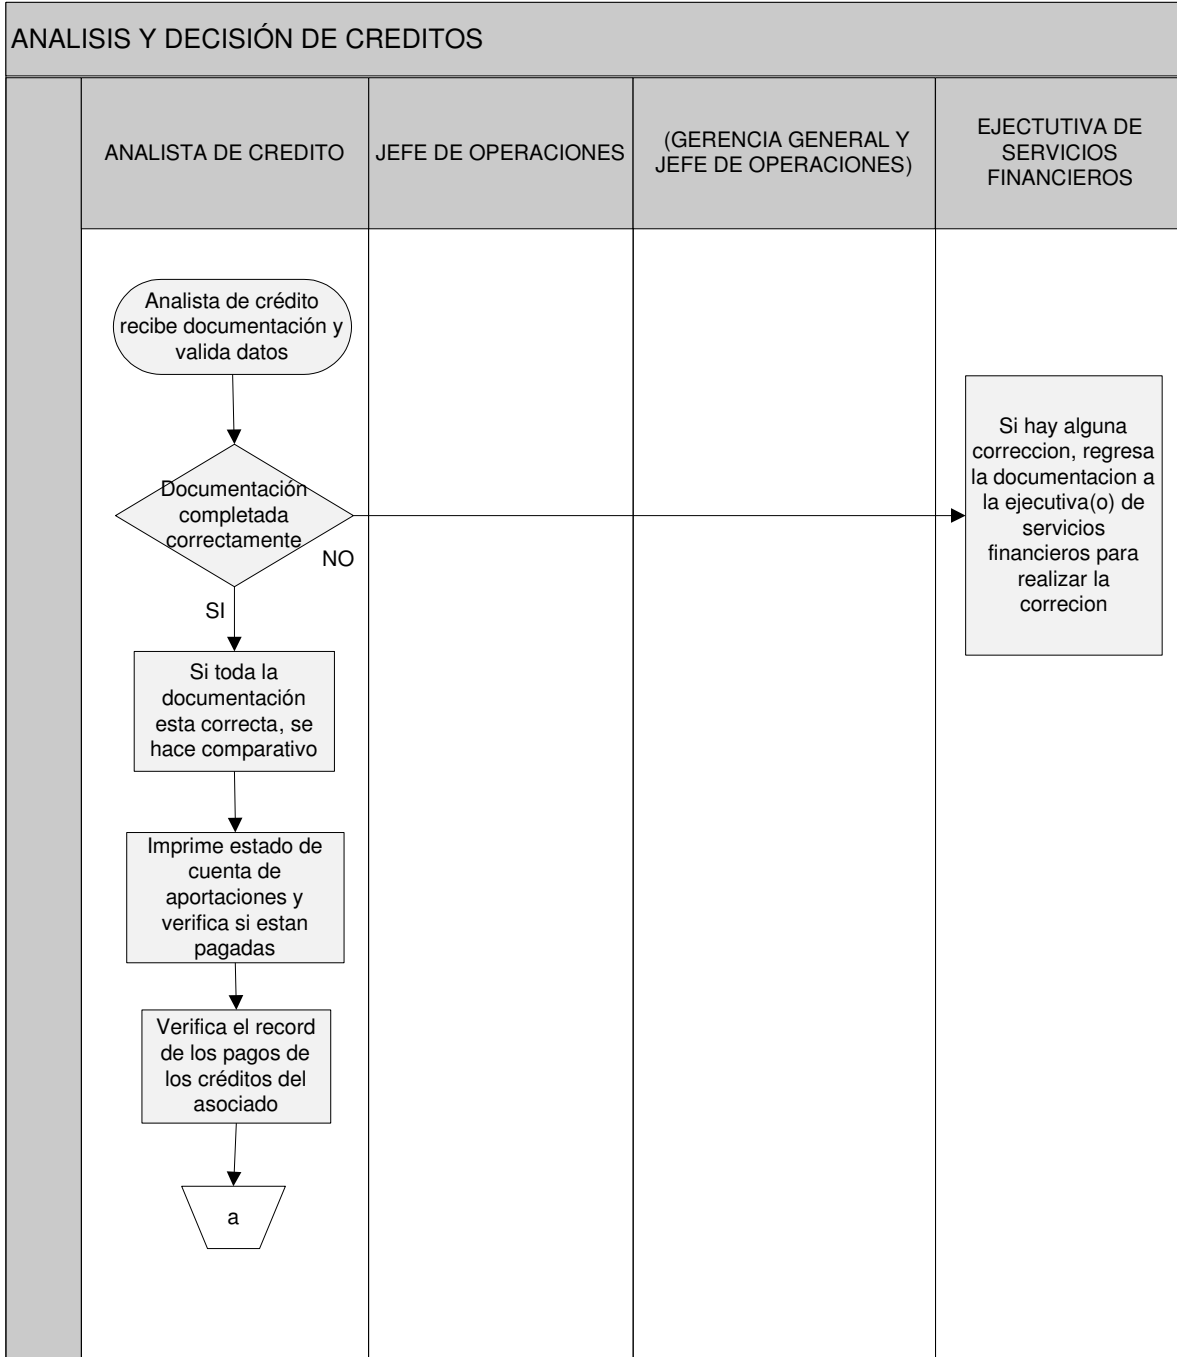 ANALISIS Y DECISIÓN DE CREDITOS
ANALISTA DE CREDITO
JEFE DE OPERACIONES
(GERENCIA GENERAL Y
JEFE DE OPERACIONES)
EJECTUTIVA DE
SERVICIOS
FINANCIEROS
Analista de crédito
recibe documentación y
valida datos
Documentación
completada
correctamente
NO
SI
Si hay alguna
correccion, regresa
la documentacion a
la ejecutiva(o) de
servicios
financieros para
realizar la
correcion
Si toda la
documentación
esta correcta, se
hace comparativo
Imprime estado de
cuenta de
aportaciones y
verifica si estan
pagadas
Verifica el record
de los pagos de
los créditos del
asociado
a